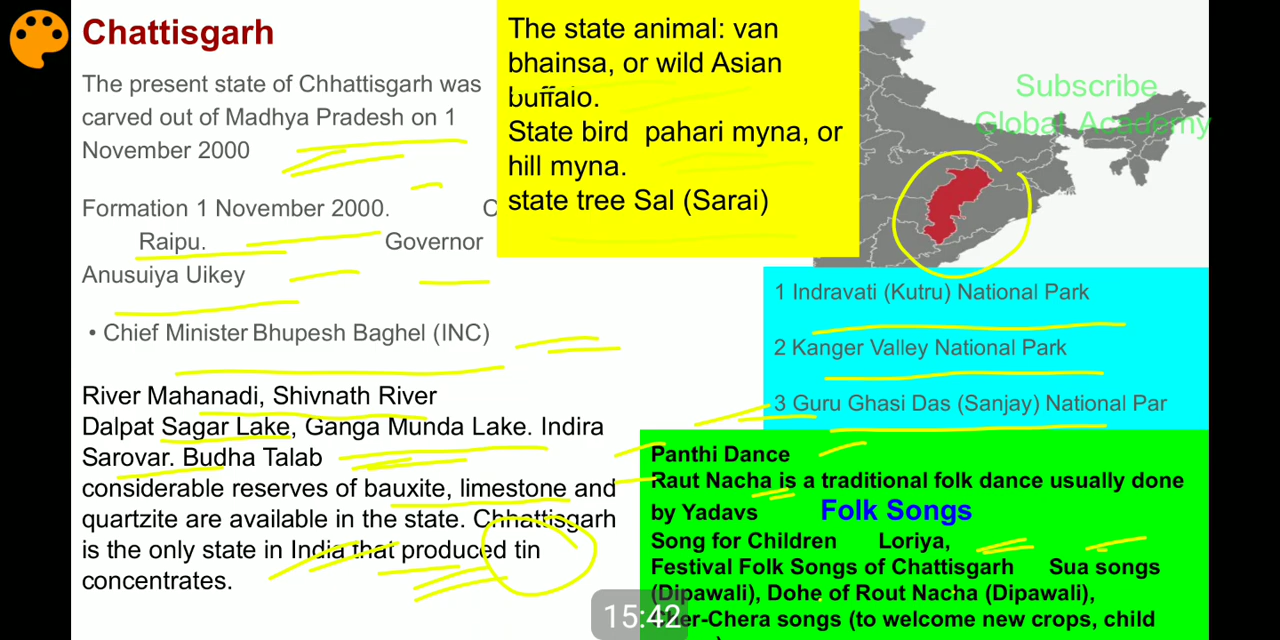 Chattisgarh
The present state of Chhattisgarh was
carved out of Madhya Pradesh on 1
November 2000
Formation 1 November 2000.
Raipu. Governor
Anusuiya Uikey
• Chief Minister Bhupesh Baghel (INC)
River Mahanadi, Shivnath River
Dalpat Sagar Lake, Ganga Munda Lake. Indira
Sarovar. Budha Talab
considerable reserves of bauxite, limestone and
quartzite are available in the state. Chhattisgarh
is the only state in India that produced tin
concentrates.
The state animal: van
bhainsa, or wild Asian
buffalo.
State bird pahari myna, or
hill myna.
state tree Sal (Sarai)
Subscribe
Global Academy
1 Indravati (Kutru) National Park
2 Kanger Valley National Park
3 Guru Ghasi Das (Sanjay) National Par
Panthi Dance
Raut Nacha is a traditional folk dance usually done
by Yadavs Folk Songs
Song for Children Loriya,
Festival Folk Songs of Chattisgarh Sua songs
(Dipawali), Dohe of Rout Nacha (Dipawali),
songs (to welcome new crops, child
15:42